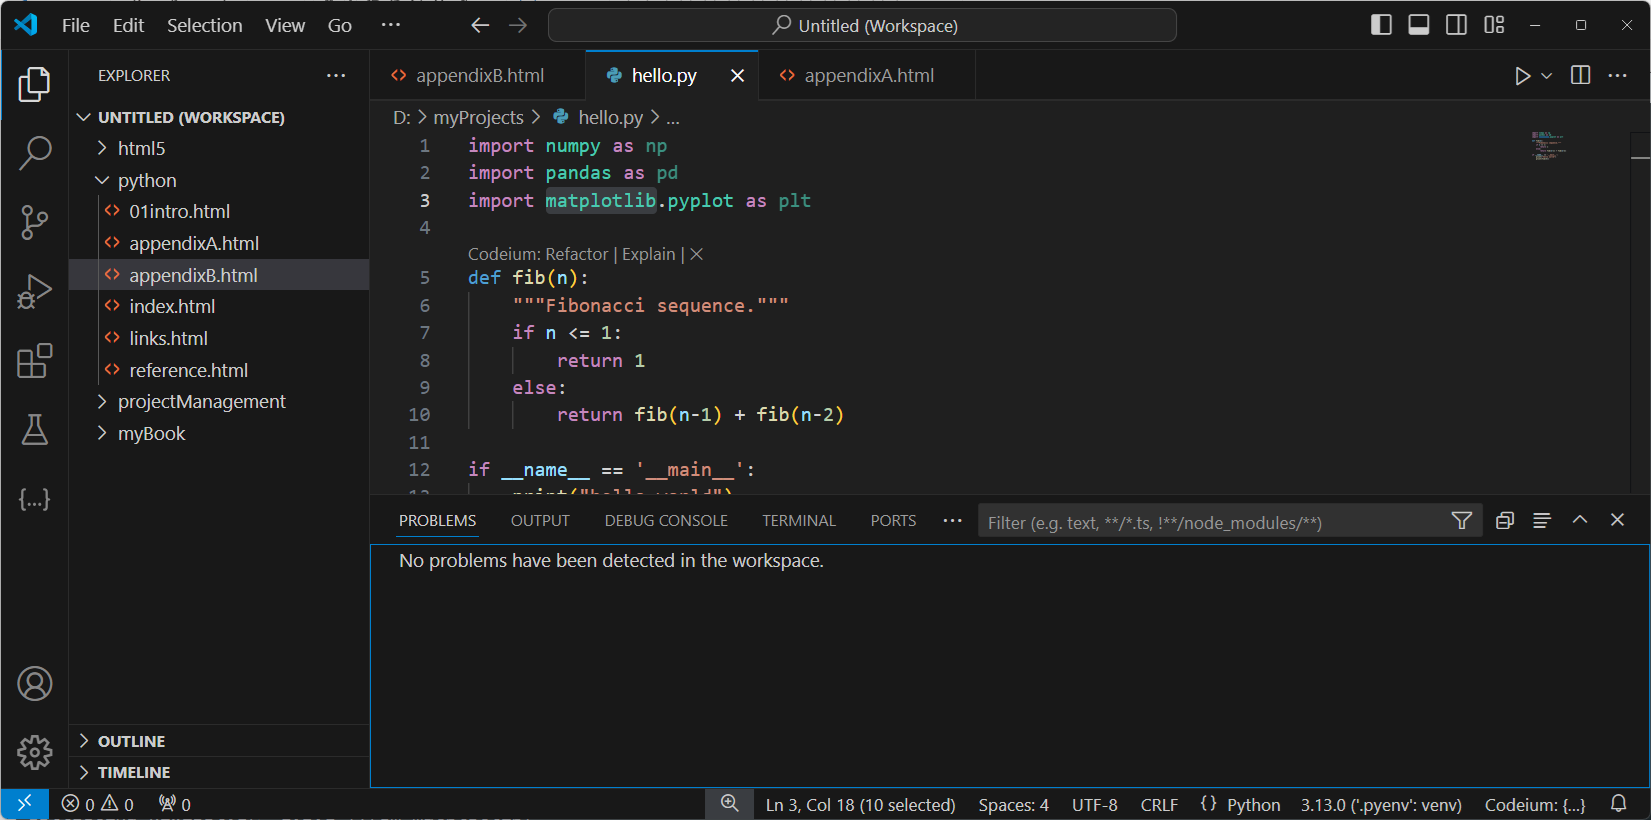 File Edit Selection View Go ··· Untitled (Workspace)
EXPLORER ···
UNTITLED (WORKSPACE)
html5
python
01intro.html
appendixA.html
appendixB.html
index.html
links.html
reference.html
projectManagement
myBook
OUTLINE
TIMELINE
appendixB.html hello.py appendixA.html
D: > myProjects > hello.py > ...
1 import numpy as np
2 import pandas as pd
3 import matplotlib.pyplot as plt
4
Codeium: Refactor | Explain | ×
5 def fib(n):
6 """Fibonacci sequence."""
7 if n <= 1:
8 return 1
9 else:
10 return fib(n-1) + fib(n-2)
11
12 if __name__ == '__main__':
13 print("hello world")
PROBLEMS OUTPUT DEBUG CONSOLE TERMINAL PORTS ··· Filter (e.g. text, **/*.ts, !**/node_modules/**)
No problems have been detected in the workspace.
0 0 0 Ln 3, Col 18 (10 selected) Spaces: 4 UTF-8 CRLF {} Python 3.13.0 ('.pyenv': venv) Codeium: {...}